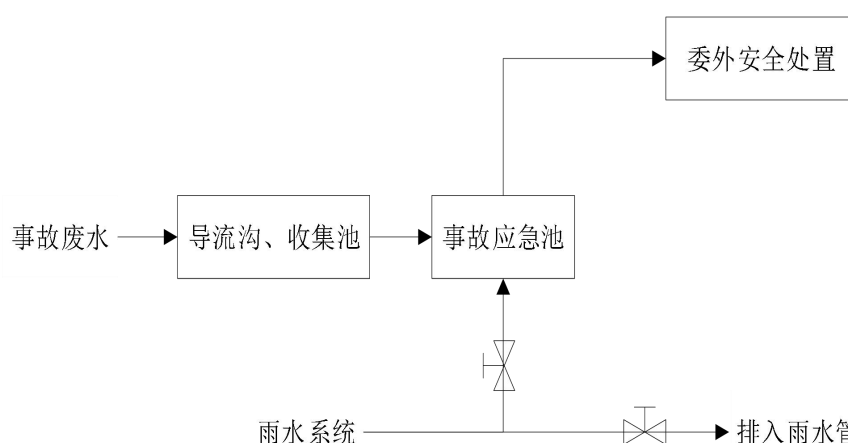 委外安全处置
事故废水
导流沟、收集池
事故应急池
雨水系统
排入雨水管